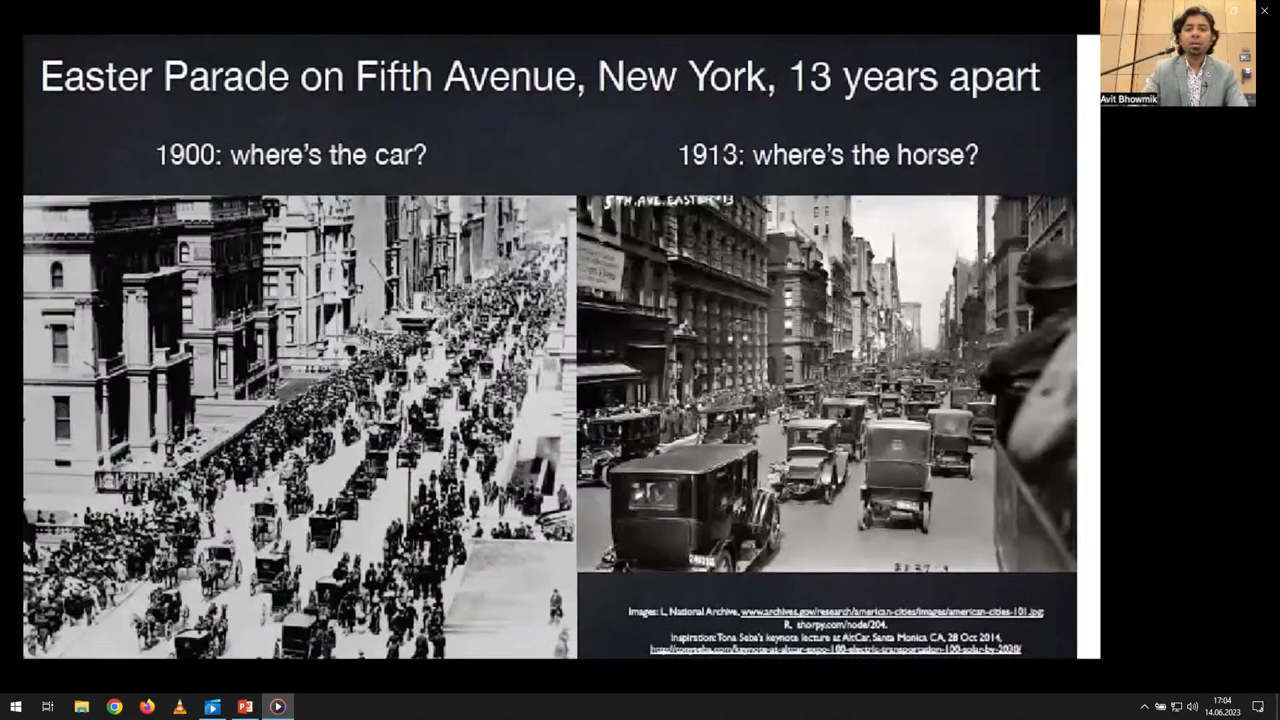 Easter Parade on Fifth Avenue, New York, 13 years apart
1900: where's the car?
1913: where's the horse?
5TH. AVE. EASTER-13
Images: L, National Archive, www.archives.gov/research/american-cities/images/american-cities-101.jpg;
R, shorpy.com/node/204.
Inspiration: Tona Seba's keynote lecture at AltCar, Santa Monica, CA, 28 Oct 2014,
Avit Bhowmik
17:04
14.06.2023